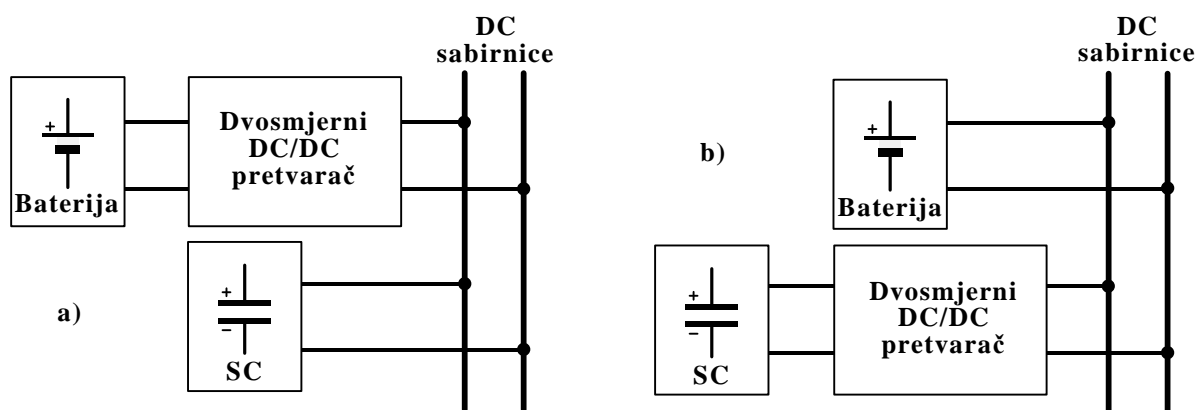 DC
sabirnice
+
Baterija
Dvosmjerni
DC/DC
pretvarač
+
–
SC
a)
DC
sabirnice
b)
+
Baterija
+
–
SC
Dvosmjerni
DC/DC
pretvarač